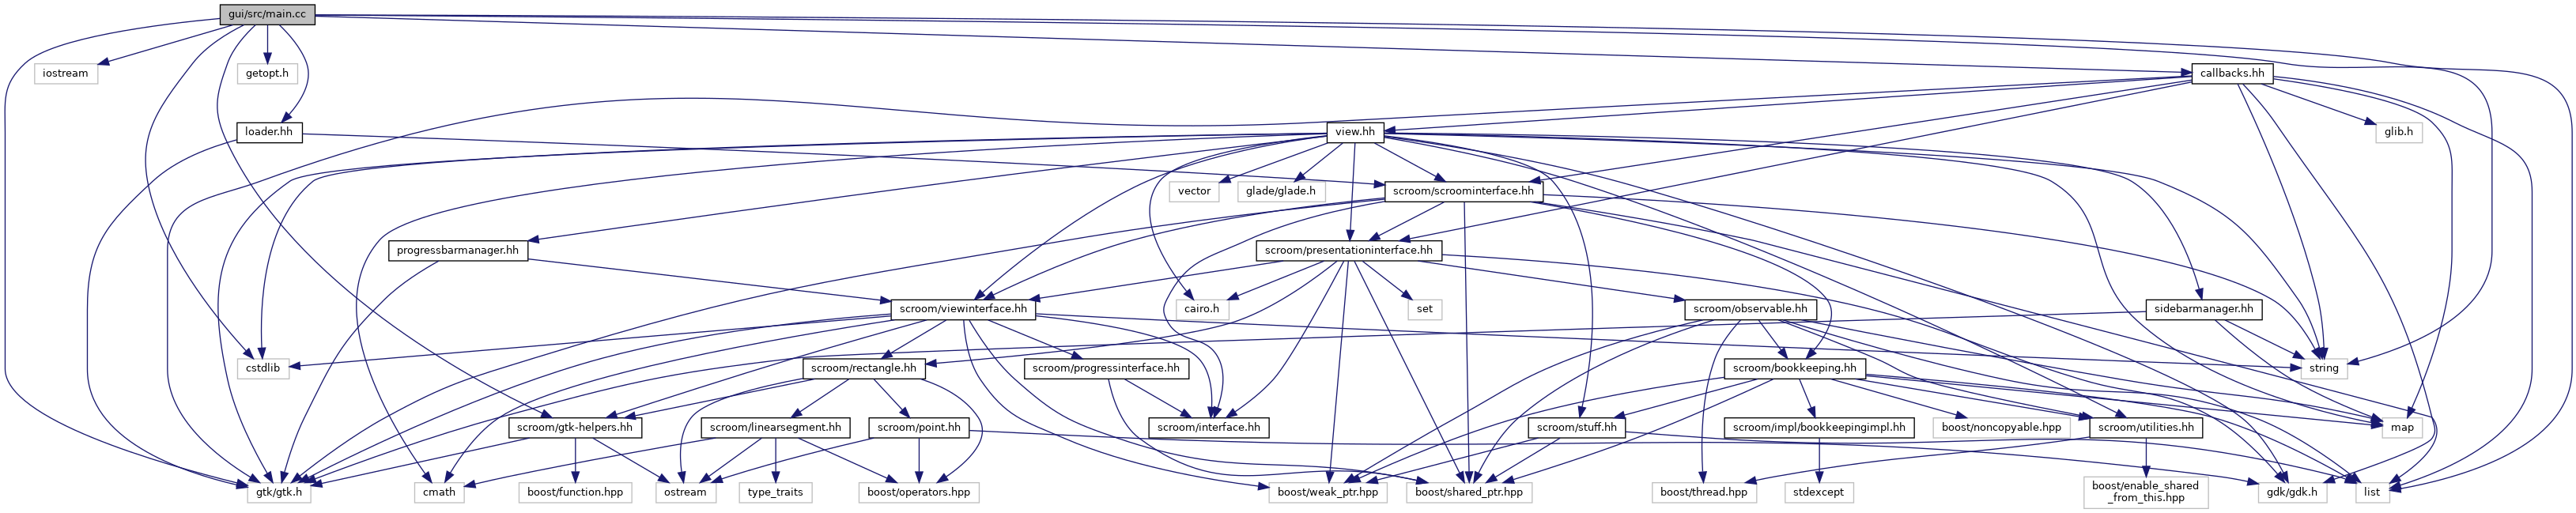 gui/src/main.cc
iostream
getopt.h
callbacks.hh
loader.hh
view.hh
glib.h
vector
glade/glade.h
scroom/scroominterface.hh
progressbarmanager.hh
scroom/presentationinterface.hh
scroom/viewinterface.hh
cairo.h
set
scroom/observable.hh
sidebarmanager.hh
cstdlib
scroom/rectangle.hh
scroom/progressinterface.hh
scroom/bookkeeping.hh
string
scroom/gtk-helpers.hh
scroom/linearsegment.hh
scroom/point.hh
scroom/interface.hh
scroom/stuff.hh
scroom/impl/bookkeepingimpl.hh
boost/noncopyable.hpp
scroom/utilities.hh
map
gtk/gtk.h
cmath
boost/function.hpp
ostream
type_traits
boost/operators.hpp
boost/weak_ptr.hpp
boost/shared_ptr.hpp
boost/thread.hpp
stdexcept
boost/enable_shared
_from_this.hpp
gdk/gdk.h
list